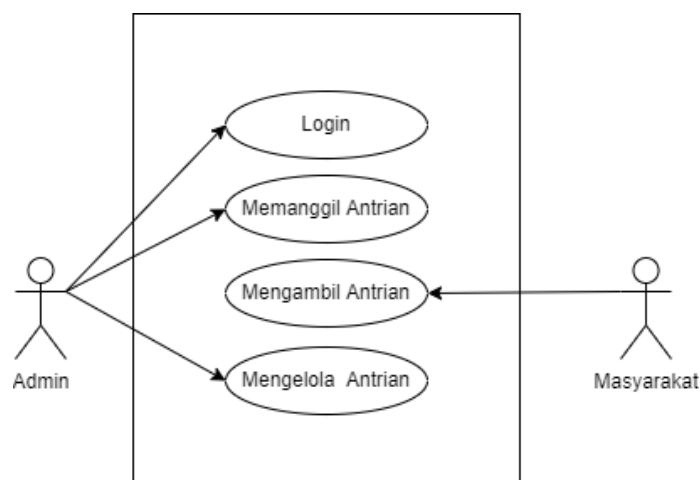 Login
Memanggil Antrian
Mengambil Antrian
Mengelola Antrian
Admin
Masyarakat